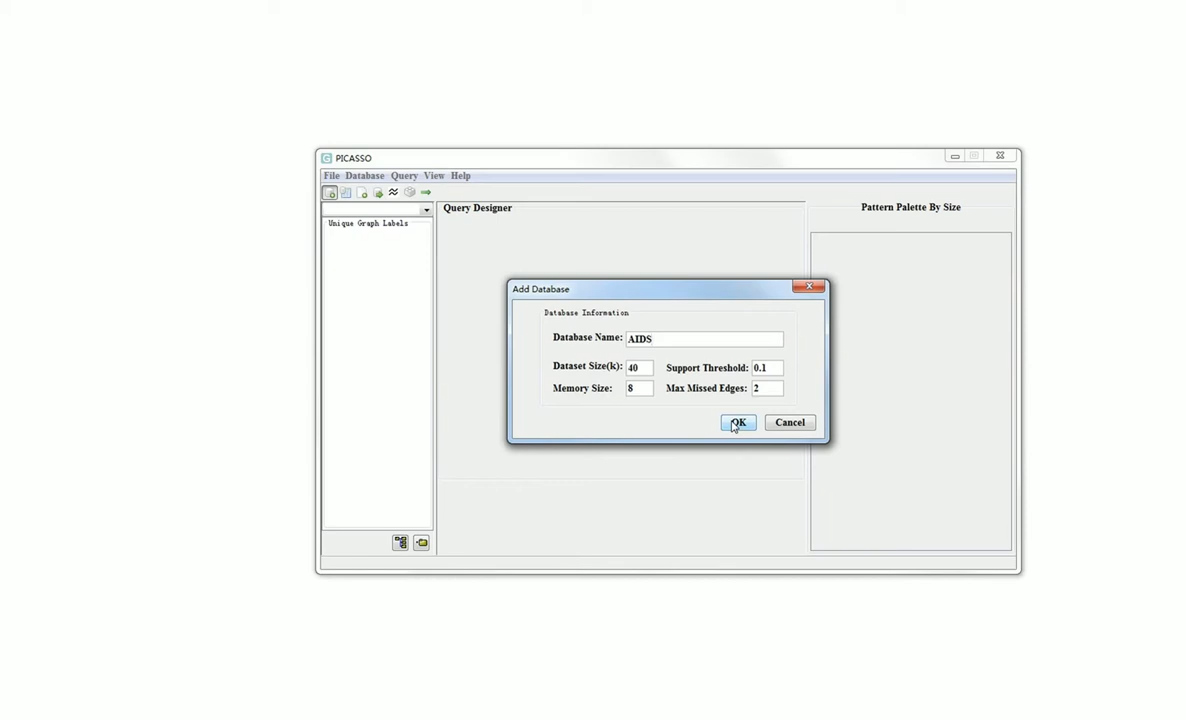 PICASSO
File Database Query View Help
Unique Graph Labels
Query Designer
Pattern Palette By Size
Add Database
Database Information
Database Name: AIDS
Dataset Size(k): 40 Support Threshold: 0.1
Memory Size: 8 Max Missed Edges: 2
OK Cancel